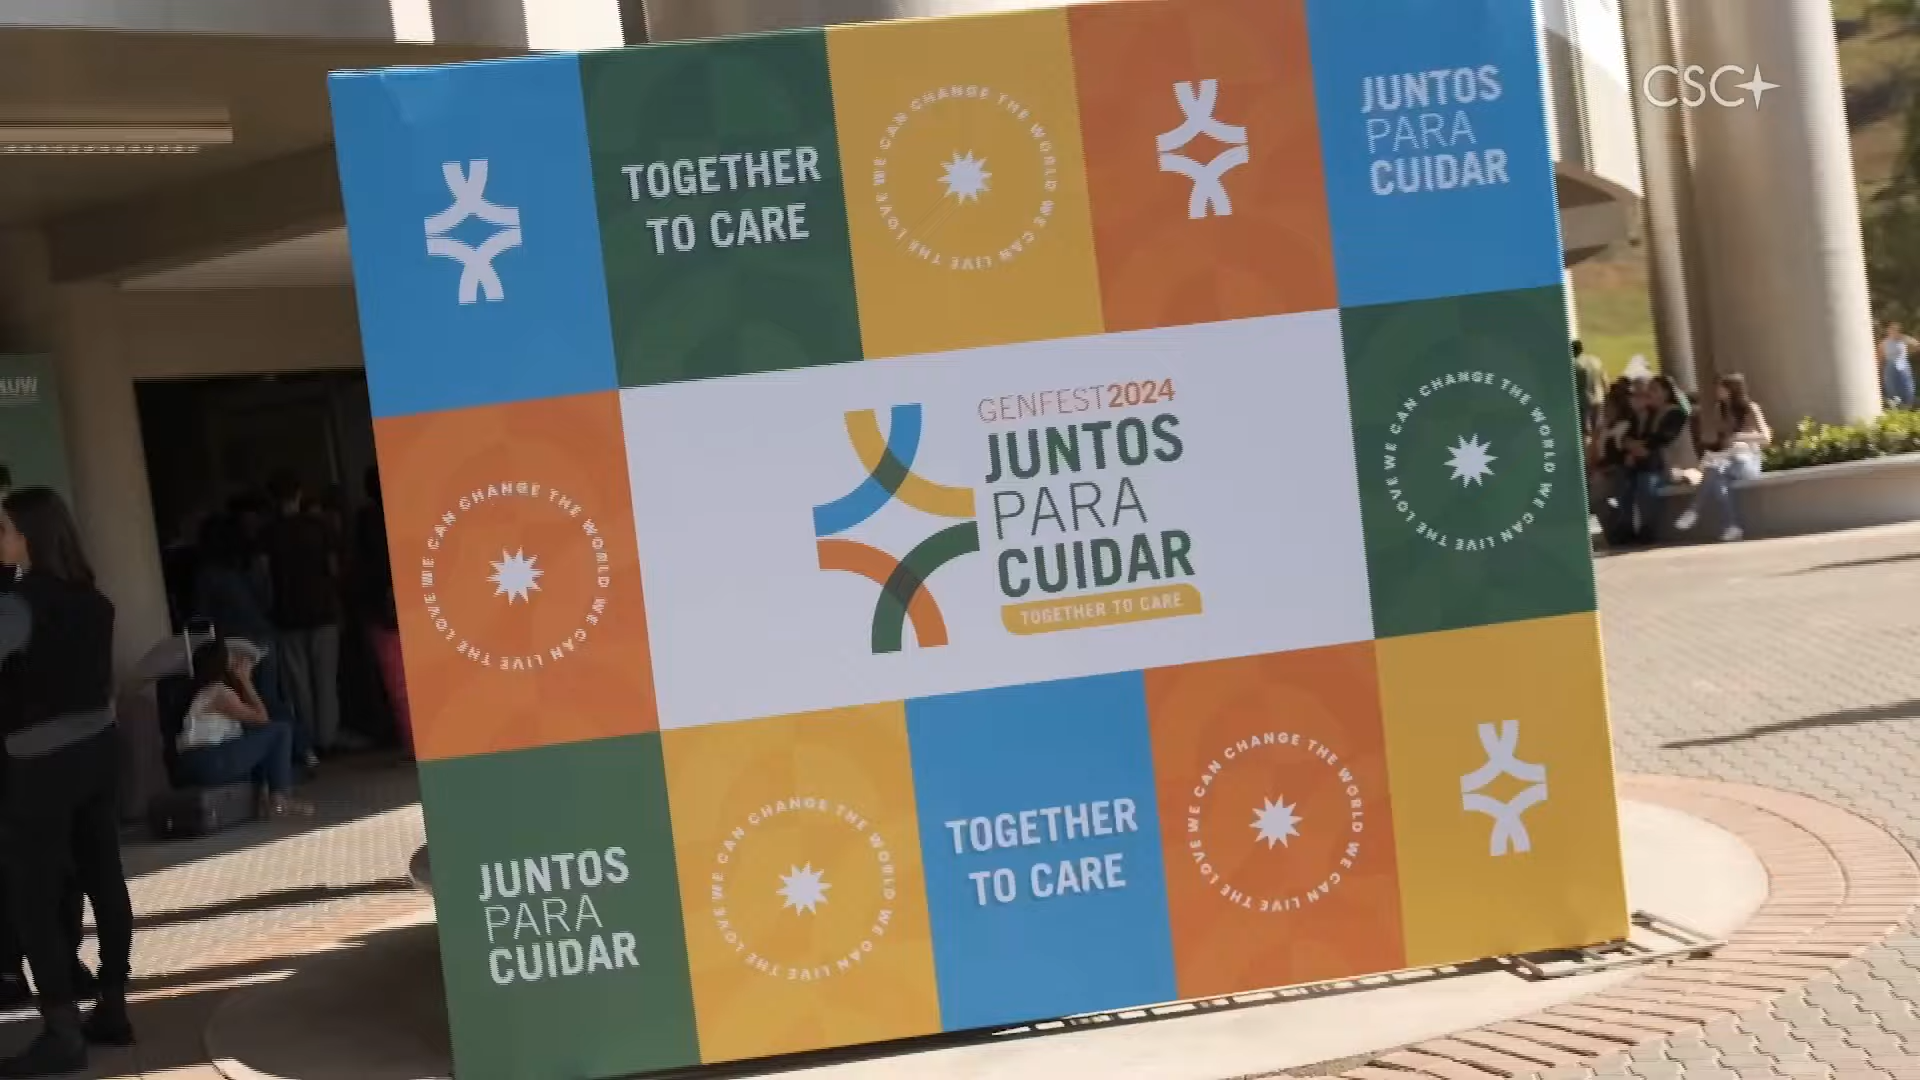 CSC+
TOGETHER
TO CARE
WE CAN CHANGE THE WORLD WE CAN LIVE THE LOVE
JUNTOS
PARA
CUIDAR
WE CAN CHANGE THE WORLD WE CAN LIVE THE LOVE
GENFEST2024
JUNTOS
PARA
CUIDAR
TOGETHER TO CARE
WE CAN CHANGE THE WORLD WE CAN LIVE THE LOVE
JUNTOS
PARA
CUIDAR
WE CAN CHANGE THE WORLD WE CAN LIVE THE LOVE
TOGETHER
TO CARE
WE CAN CHANGE THE WORLD WE CAN LIVE THE LOVE